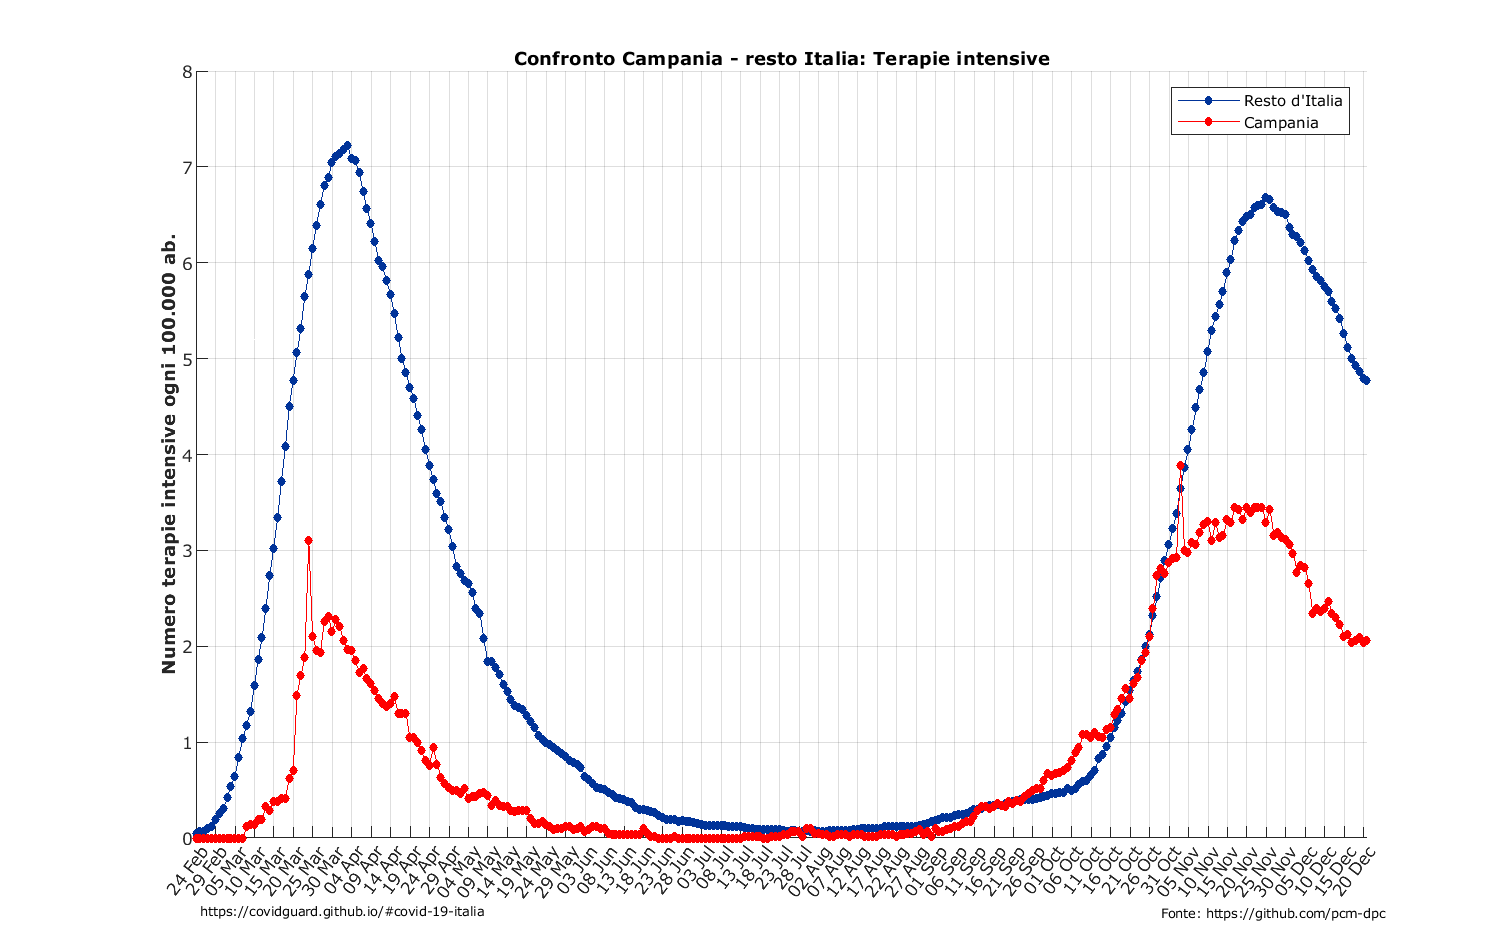 Confronto Campania - resto Italia: Terapie intensive
Resto d'Italia
Campania
Numero terapie intensive ogni 100.000 ab.
8
7
6
5
4
3
2
1
0
24 Feb
29 Feb
05 Mar
10 Mar
15 Mar
20 Mar
25 Mar
30 Mar
04 Apr
09 Apr
14 Apr
19 Apr
24 Apr
29 Apr
04 May
09 May
14 May
19 May
24 May
29 May
03 Jun
08 Jun
13 Jun
18 Jun
23 Jun
28 Jun
03 Jul
08 Jul
13 Jul
18 Jul
23 Jul
28 Jul
02 Aug
07 Aug
12 Aug
17 Aug
22 Aug
27 Aug
01 Sep
06 Sep
11 Sep
16 Sep
21 Sep
26 Sep
01 Oct
06 Oct
11 Oct
16 Oct
21 Oct
26 Oct
31 Oct
05 Nov
10 Nov
15 Nov
20 Nov
25 Nov
30 Nov
05 Dec
10 Dec
15 Dec
20 Dec
https://covidguard.github.io/#covid-19-italia
Fonte: https://github.com/pcm-dpc